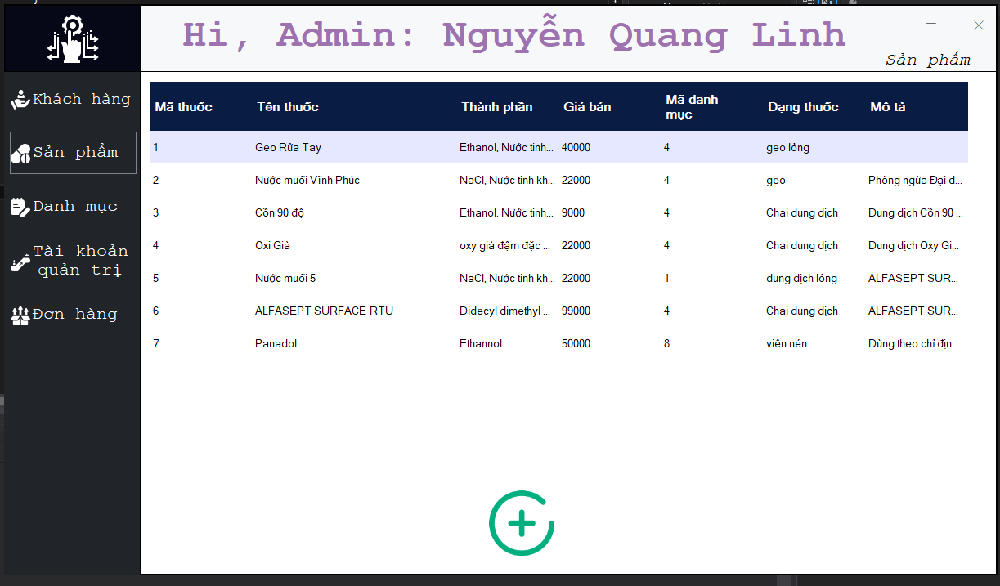 Hi, Admin: Nguyễn Quang Linh
Sản phẩm
Khách hàng
Sản phẩm
Danh mục
Tài khoản
quản trị
Đơn hàng
Mã thuốc Tên thuốc Thành phần Giá bán Mã danh mục Dạng thuốc Mô tả
1 Geo Rửa Tay Ethanol, Nước tinh... 40000 4 geo lỏng
2 Nước muối Vĩnh Phúc NaCl, Nước tinh kh... 22000 4 geo Phòng ngừa Đại d...
3 Cồn 90 độ Ethanol, Nước tinh... 9000 4 Chai dung dịch Dung dịch Cồn 90 ...
4 Oxi Già oxy già đậm đặc ... 22000 4 Chai dung dịch Dung dịch Oxy Gi...
5 Nước muối 5 NaCl, Nước tinh kh... 22000 1 dung dịch lỏng ALFASEPT SUR...
6 ALFASEPT SURFACE-RTU Didecyl dimethyl ... 99000 4 Chai dung dịch ALFASEPT SUR...
7 Panadol Ethannol 50000 8 viên nén Dùng theo chỉ địn...